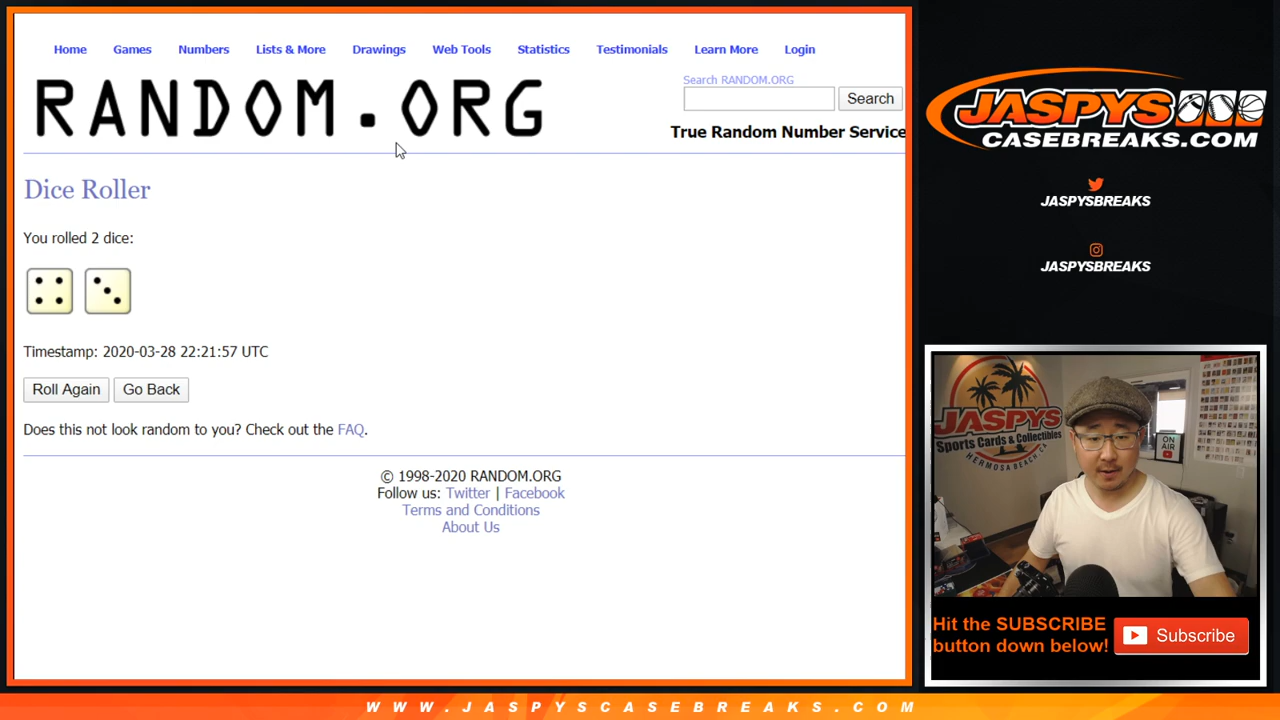 Home Games Numbers Lists & More Drawings Web Tools Statistics Testimonials Learn More Login
RANDOM.ORG
Search RANDOM.ORG
Search
True Random Number Service
Dice Roller
You rolled 2 dice:
Timestamp: 2020-03-28 22:21:57 UTC
Roll Again Go Back
Does this not look random to you? Check out the FAQ.
© 1998-2020 RANDOM.ORG
Follow us: Twitter | Facebook
Terms and Conditions
About Us
JASPYS
CASEBREAKS.COM
JASPYSBREAKS
JASPYSBREAKS
JASPYS
Sports Cards & Collectibles
HERMOSA BEACH, CA
ON
AIR
Hit the SUBSCRIBE
button down below!
Subscribe
WWW.JASPYSCASEBREAKS.COM